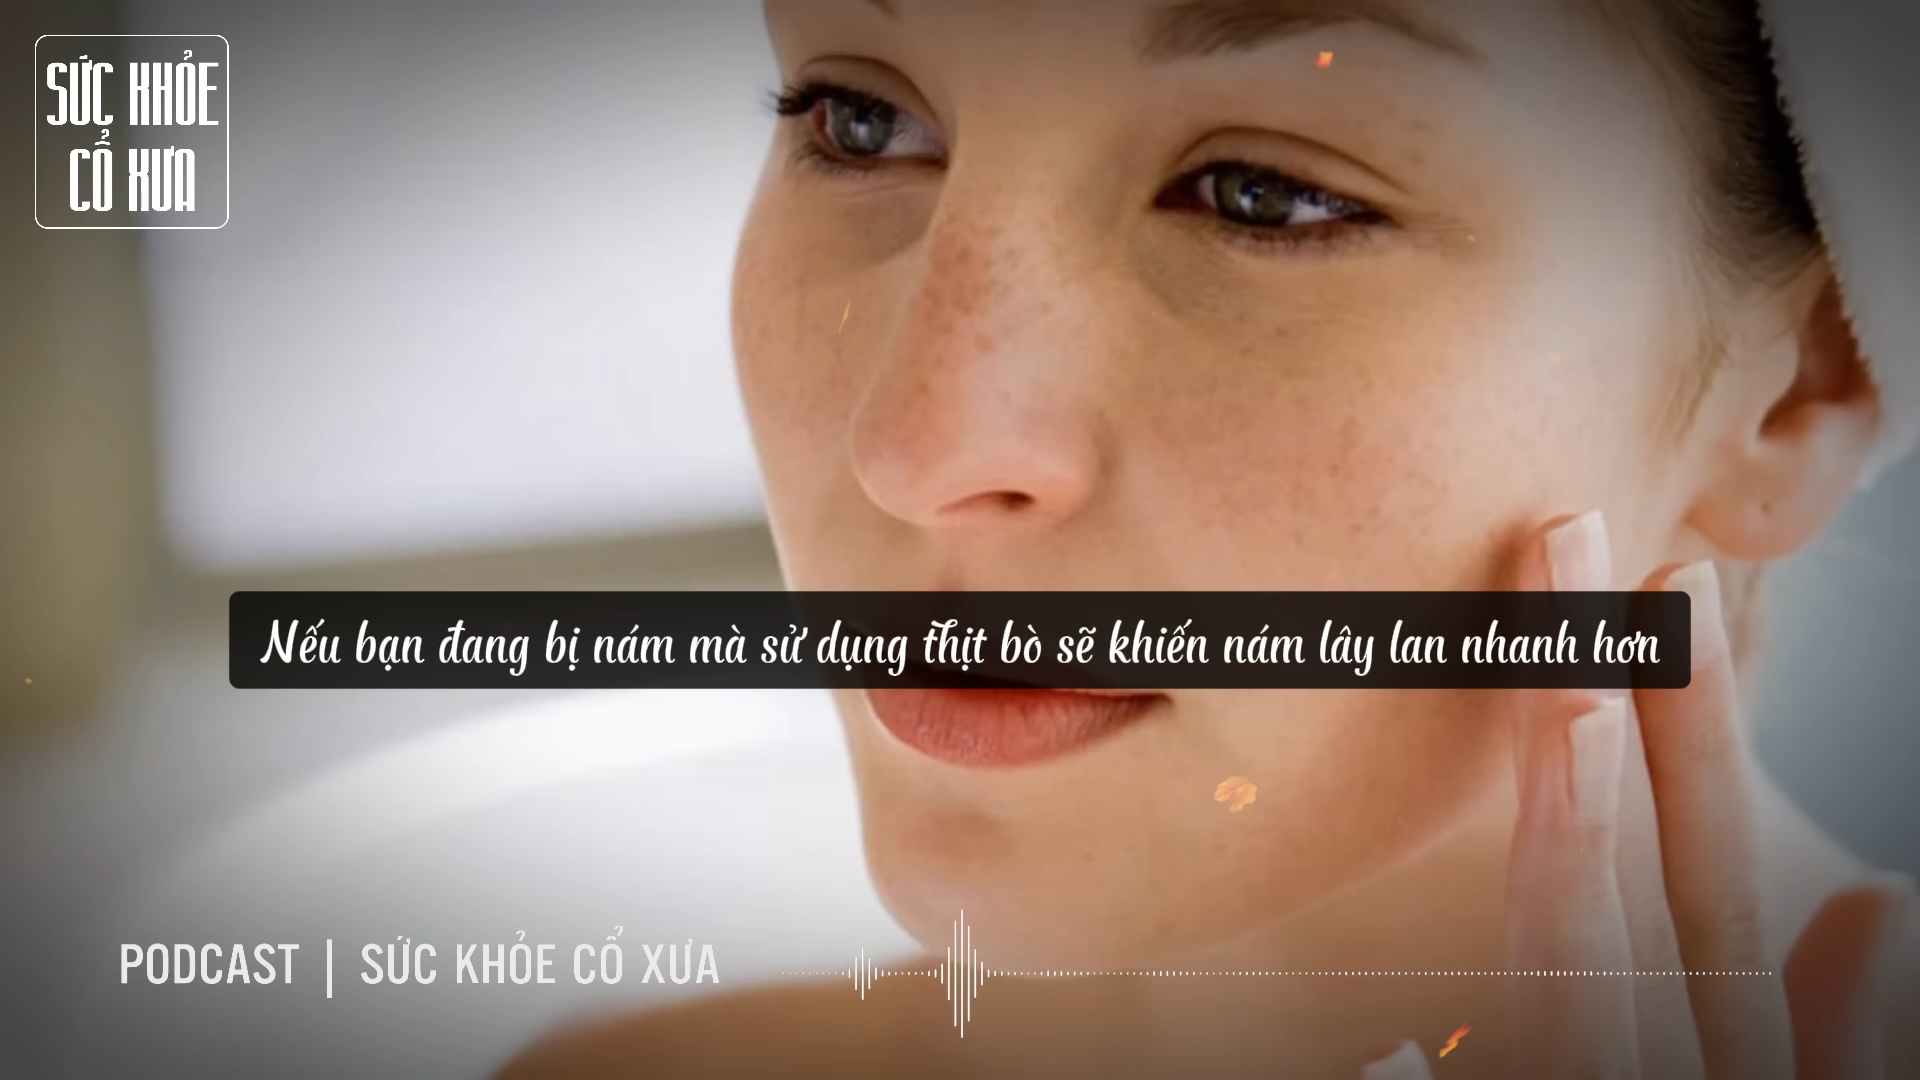 SỨC KHỎE
CỔ XƯA
Nếu bạn đang bị nám mà sử dụng thịt bò sẽ khiến nám lây lan nhanh hơn
PODCAST | SỨC KHỎE CỔ XƯA